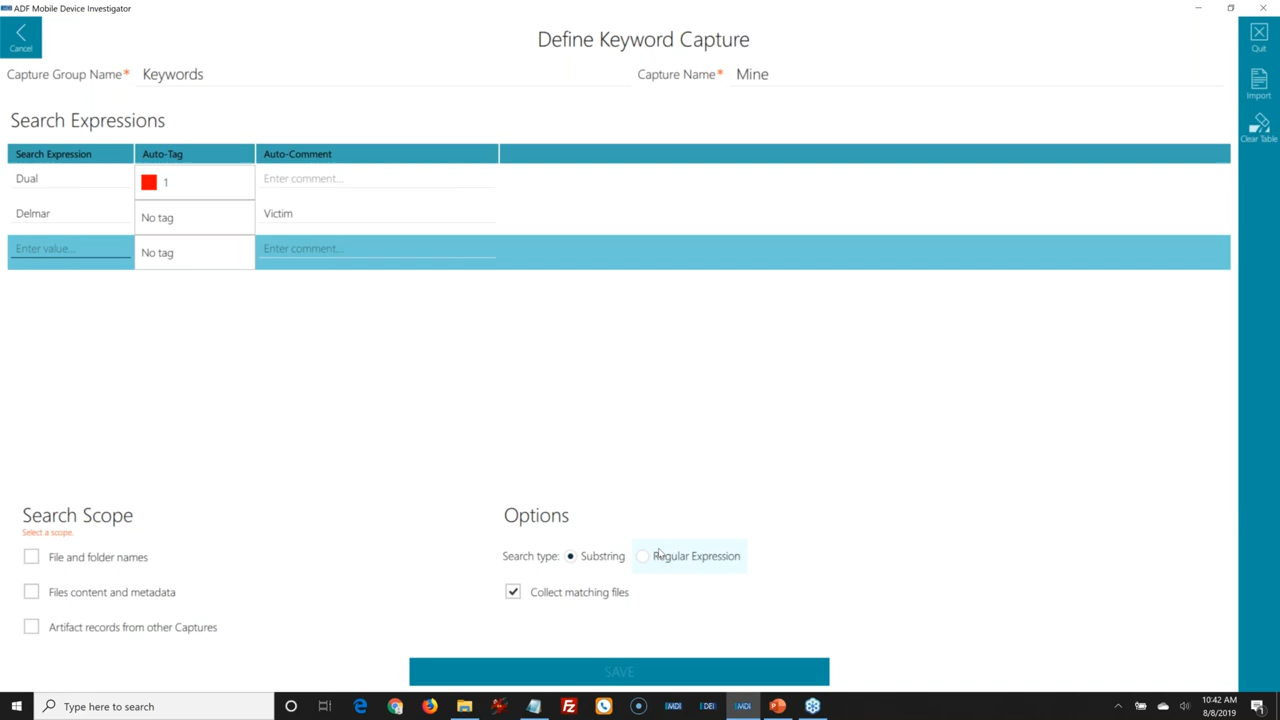 ADF Mobile Device Investigator
Cancel
Define Keyword Capture
Quit
Capture Group Name* Keywords
Capture Name* Mine
Import
Search Expressions
Clear Table
Search Expression Auto-Tag Auto-Comment
Dual 1 Enter comment...
Delmar No tag Victim
Enter value... No tag Enter comment...
Search Scope
Select a scope.
Options
File and folder names
Search type: Substring Regular Expression
Files content and metadata
Collect matching files
Artifact records from other Captures
SAVE
Type here to search
MDI
DEI
MDI
10:42 AM
8/8/2019
1